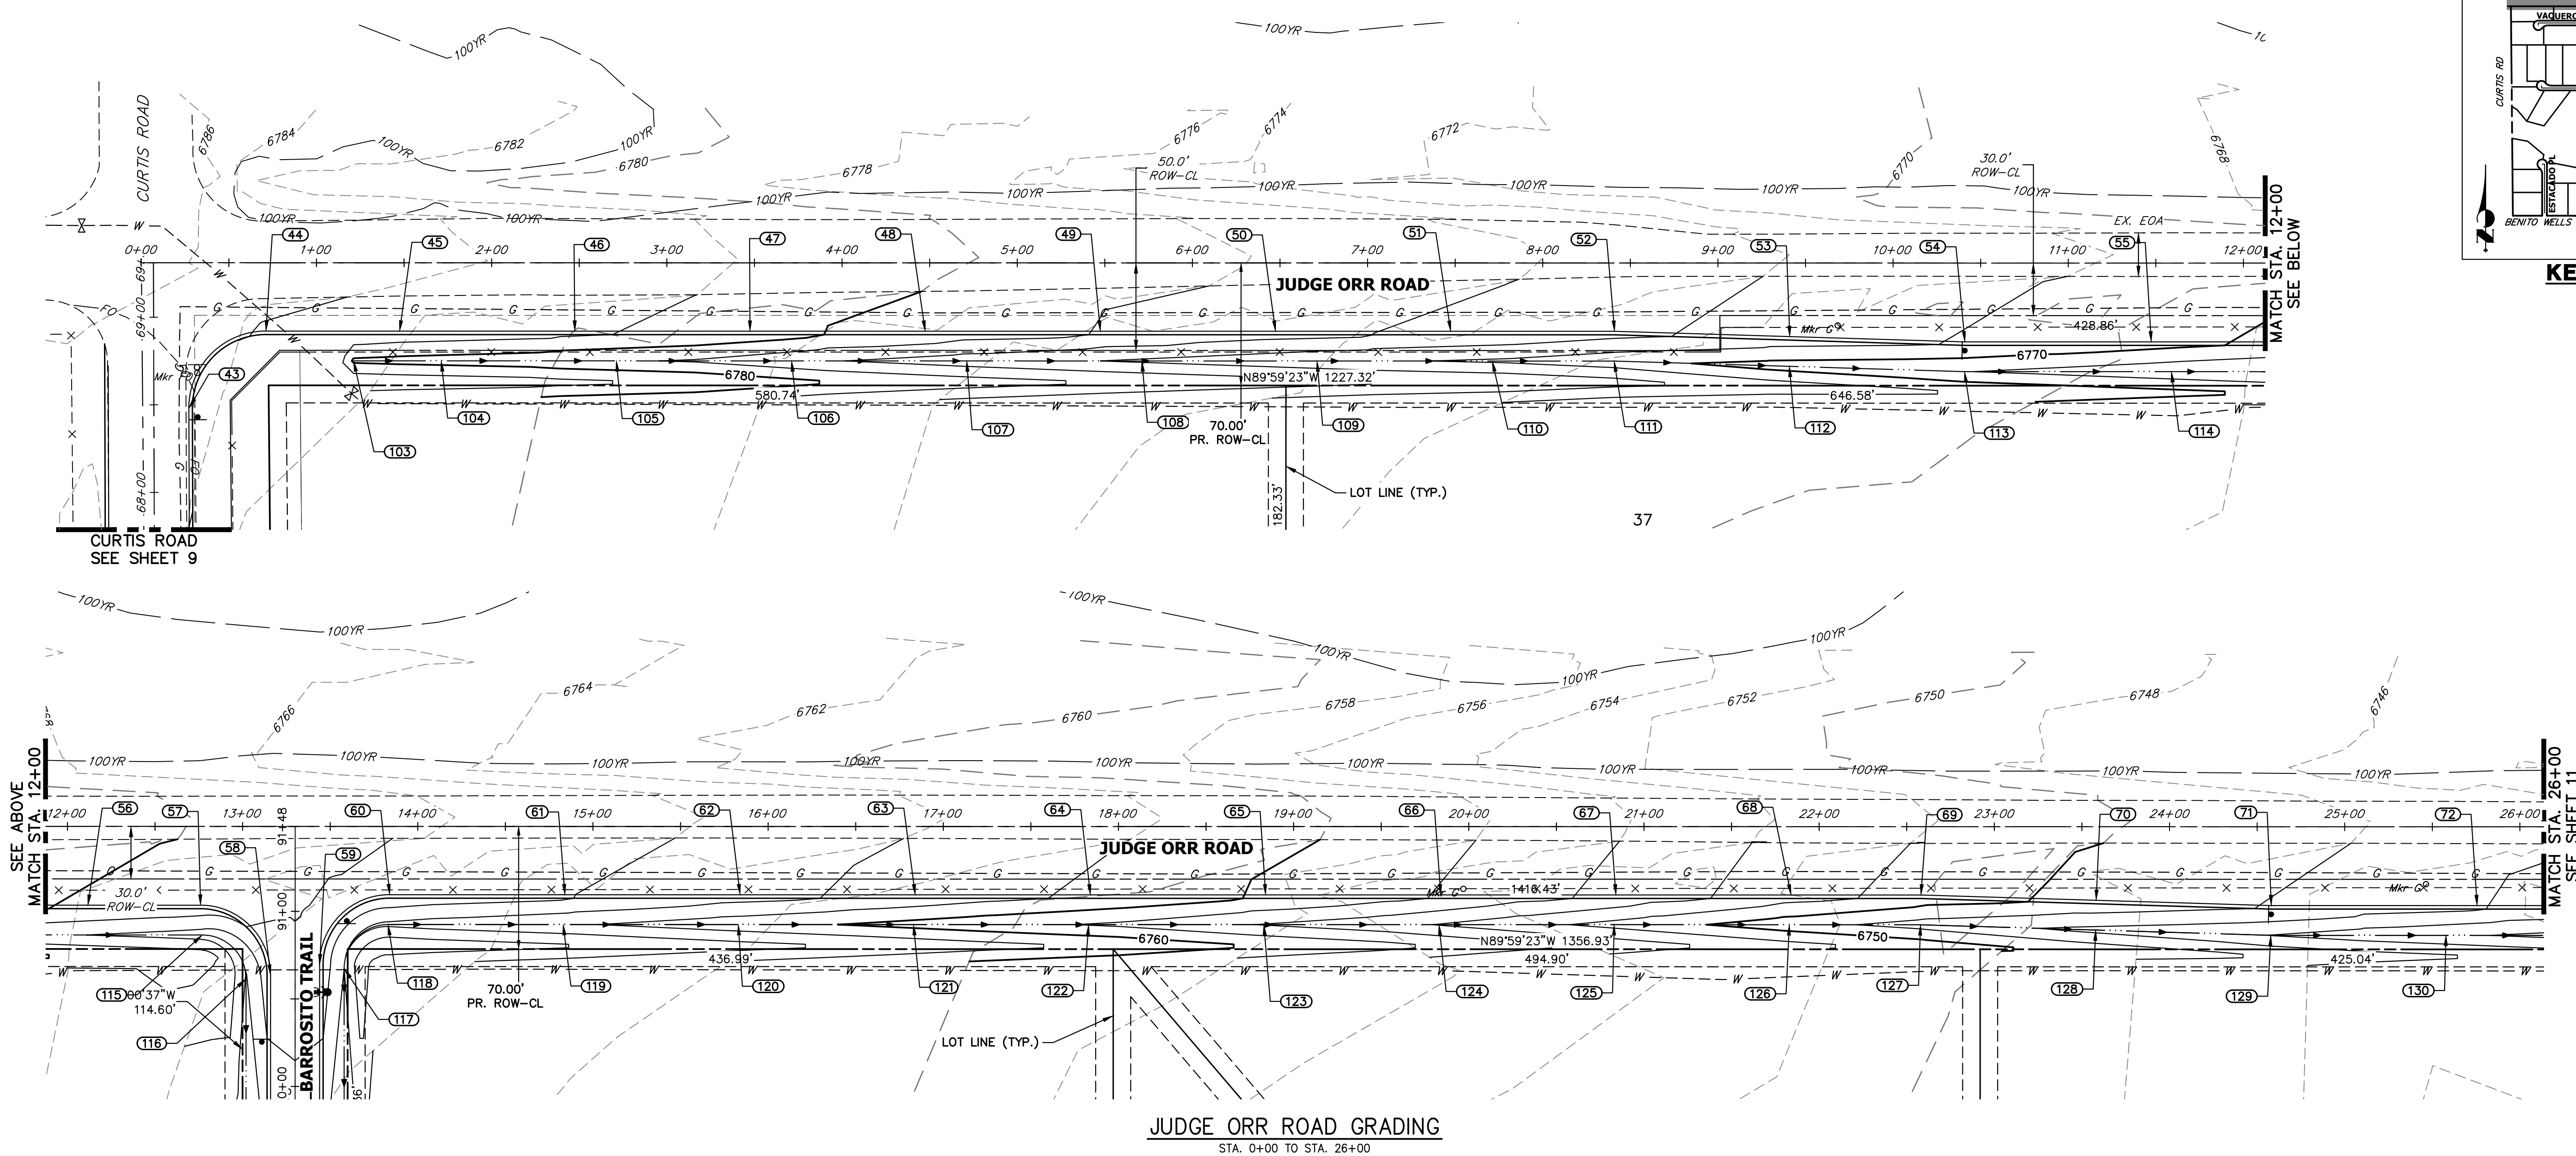 100YR
100YR
VAQUERO
CURTIS ROAD
6786
6784
100YR
6782
100YR
6780
6778
6776
6774
6772
6770
6768
CURTIS RD
50.0'
ROW-CL
30.0'
ROW-CL
100YR
100YR
100YR
100YR
100YR
100YR
100YR
100YR
W
EX. EOA
ESTACADO PL
BENITO WELLS
N
KE
44
45
46
47
48
49
50
51
52
53
54
55
0+00
1+00
2+00
3+00
4+00
5+00
6+00
7+00
8+00
9+00
10+00
11+00
12+00
MATCH STA. 12+00
SEE BELOW
JUDGE ORR ROAD
W
FO
G G G G G G G G G G G G G G G G G G G G G
69+00
W
Mkr G
428.86'
Mkr
43
6780
6770
N89°59'23"W 1227.32'
580.74'
646.58'
W W W W W W W W W W W W W W W W W W W W
103
104
105
106
107
108
109
110
111
112
113
114
70.00'
PR. ROW-CL
G
FO
68+00
182.33'
LOT LINE (TYP.)
37
CURTIS ROAD
SEE SHEET 9
100YR
100YR
100YR
100YR
100YR
100YR
6766
6764
6762
6760
6758
6756
6754
6752
6750
6748
6746
SEE ABOVE
MATCH STA. 12+00
100YR
100YR
100YR
100YR
100YR
100YR
100YR
100YR
100YR
100YR
56
57
58
59
60
61
62
63
64
65
66
67
68
69
70
71
72
12+00
13+00
14+00
15+00
16+00
17+00
18+00
19+00
20+00
21+00
22+00
23+00
24+00
25+00
26+00
MATCH STA. 26+00
SEE SHEET 11
91+48
JUDGE ORR ROAD
30.0'
ROW-CL
1416.43'
Mkr G
91+00
6760
N89°59'23"W 1356.93'
6750
436.99'
494.90'
425.04'
115
00'37"W
114.60'
116
117
118
119
120
121
122
123
124
125
126
127
128
129
130
70.00'
PR. ROW-CL
BARROSITO TRAIL
LOT LINE (TYP.)
JUDGE ORR ROAD GRADING
STA. 0+00 TO STA. 26+00